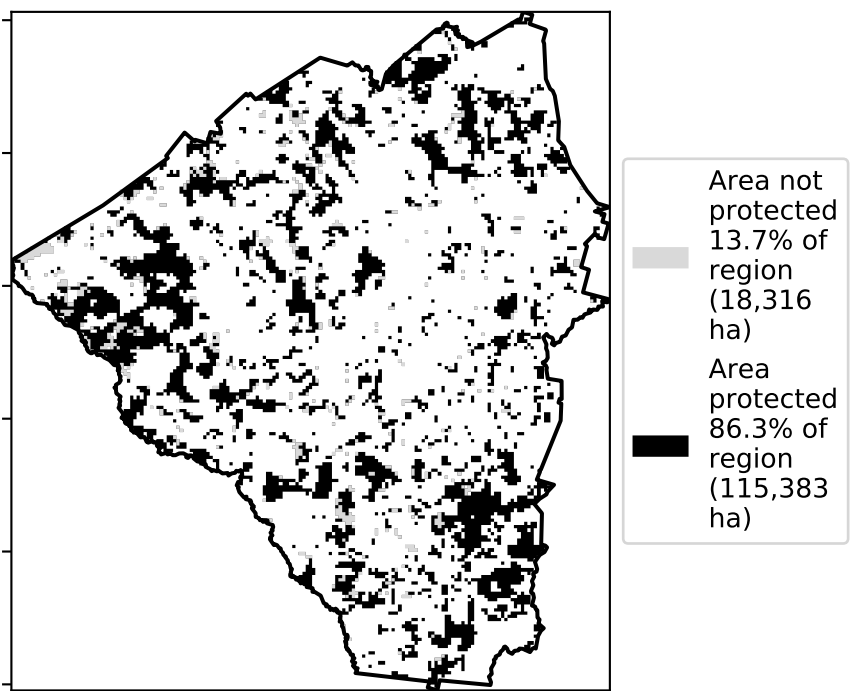 Area not
protected
13.7% of
region
(18,316
ha)
Area
protected
86.3% of
region
(115,383
ha)